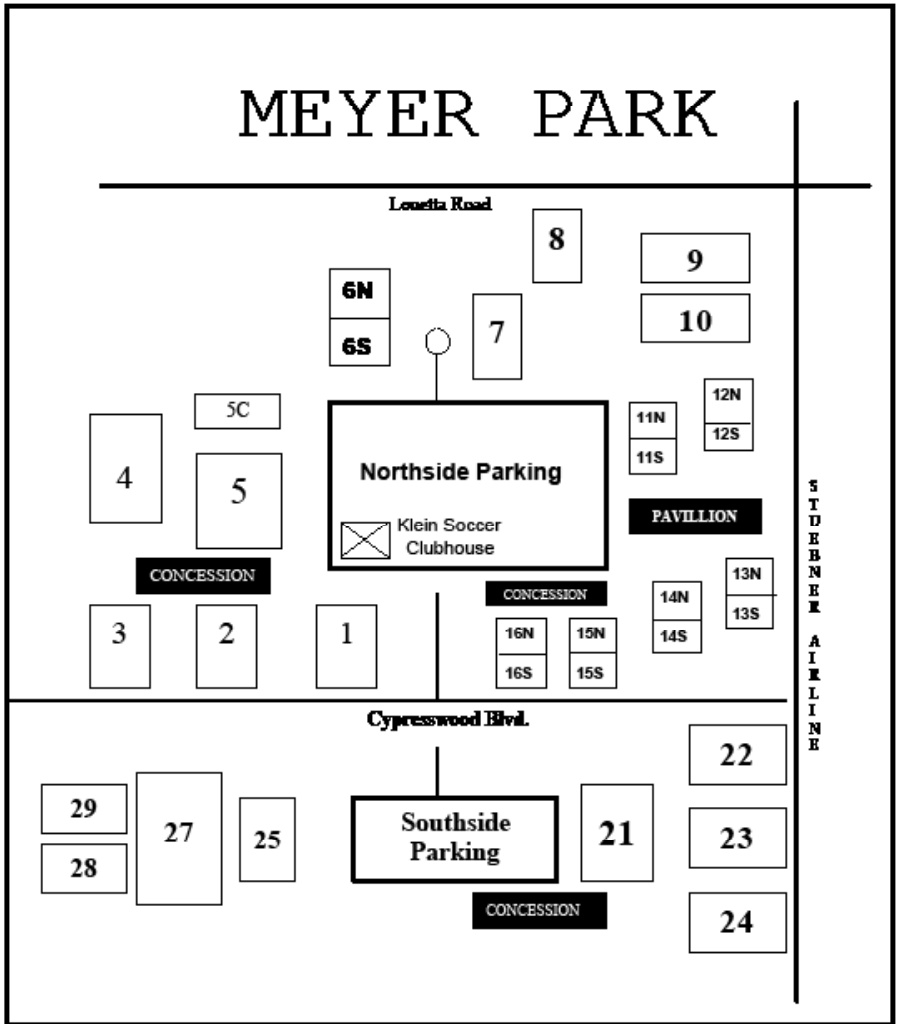 MEYER PARK
Louetta Road
8
9
6N
10
7
6S
12N
5C
11N
12S
11S
4
Northside Parking
5
STUEBNER AIRLINE
PAVILLION
Klein Soccer
Clubhouse
CONCESSION
13N
CONCESSION
14N
13S
3
2
1
16N
15N
14S
16S
15S
Cypresswood Blvd.
22
29
Southside
Parking
27
25
21
23
28
CONCESSION
24